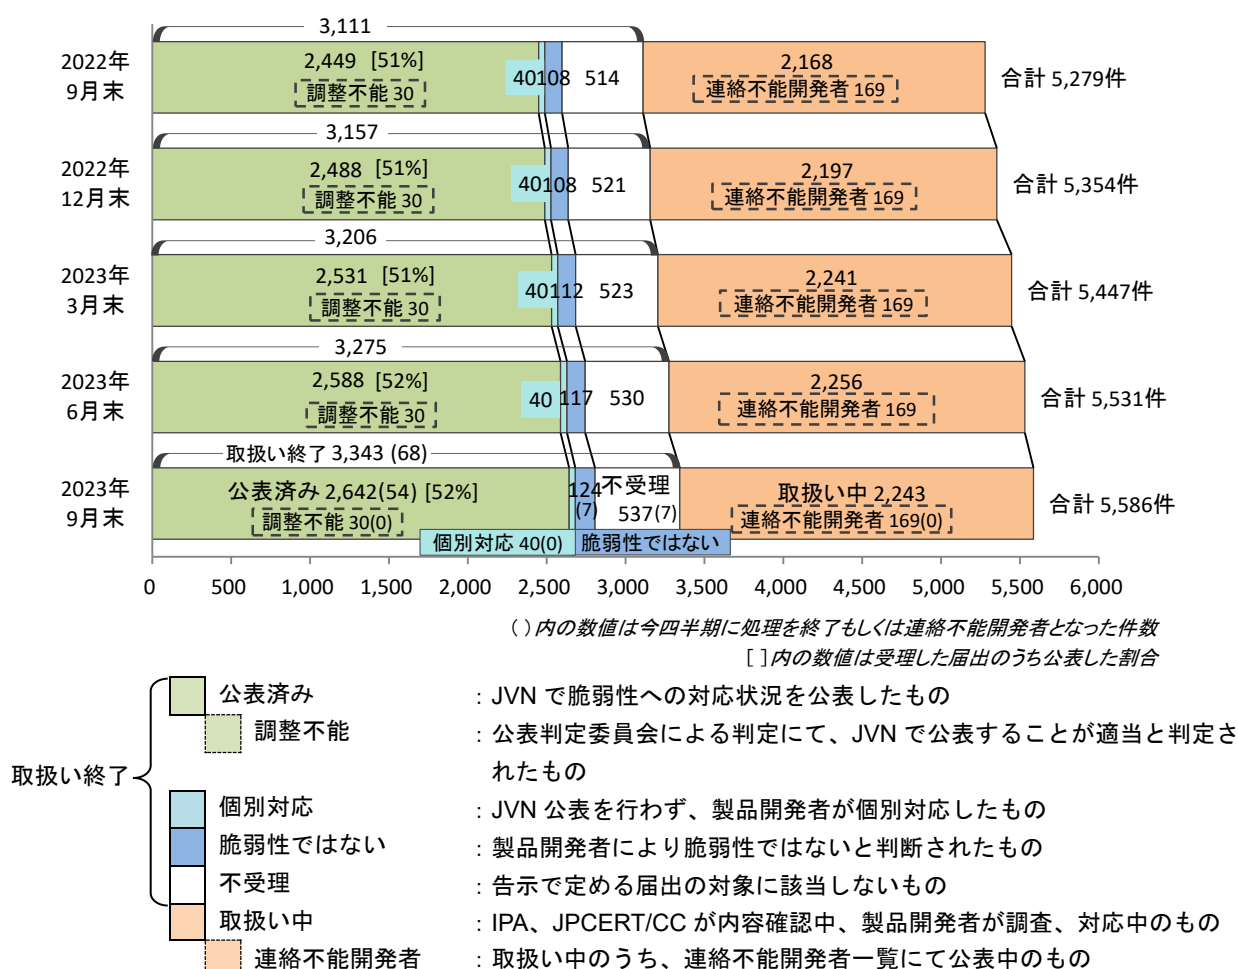 3,111
2022年
9月末
2,449 [51%]
調整不能 30
40
108
514
2,168
連絡不能開発者 169
合計 5,279件
3,157
2022年
12月末
2,488 [51%]
調整不能 30
40
108
521
2,197
連絡不能開発者 169
合計 5,354件
3,206
2023年
3月末
2,531 [51%]
調整不能 30
40
112
523
2,241
連絡不能開発者 169
合計 5,447件
3,275
2023年
6月末
2,588 [52%]
調整不能 30
40
117
530
2,256
連絡不能開発者 169
合計 5,531件
取扱い終了 3,343 (68)
2023年
9月末
公表済み 2,642(54) [52%]
調整不能 30(0)
124
(7)
不受理
537(7)
取扱い中 2,243
連絡不能開発者 169(0)
合計 5,586件
個別対応 40(0)
脆弱性ではない
0 500 1,000 1,500 2,000 2,500 3,000 3,500 4,000 4,500 5,000 5,500 6,000
( )内の数値は今四半期に処理を終了もしくは連絡不能開発者となった件数
[ ]内の数値は受理した届出のうち公表した割合
取扱い終了
公表済み : JVN で脆弱性への対応状況を公表したもの
調整不能 : 公表判定委員会による判定にて、JVN で公表することが適当と判定さ
れたもの
個別対応 : JVN 公表を行わず、製品開発者が個別対応したもの
脆弱性ではない : 製品開発者により脆弱性ではないと判断されたもの
不受理 : 告示で定める届出の対象に該当しないもの
取扱い中 : IPA、JPCERT/CC が内容確認中、製品開発者が調査、対応中のもの
連絡不能開発者 : 取扱い中のうち、連絡不能開発者一覧にて公表中のもの